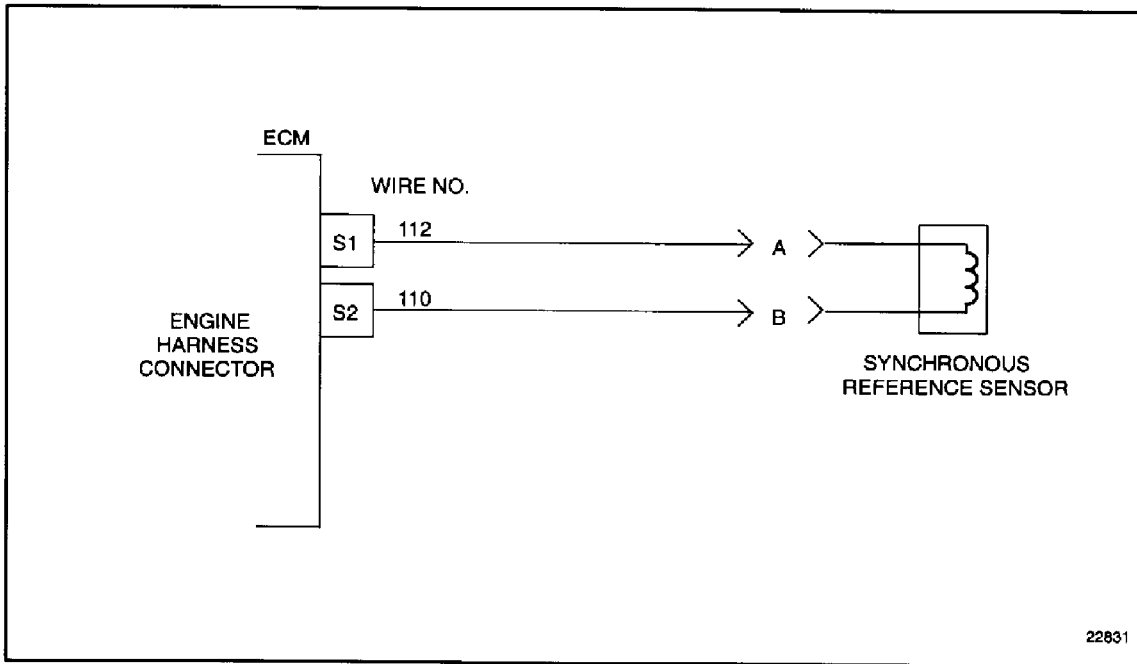 ECM
WIRE NO.
S1
112
A
S2
110
B
ENGINE
HARNESS
CONNECTOR
SYNCHRONOUS
REFERENCE SENSOR
22831